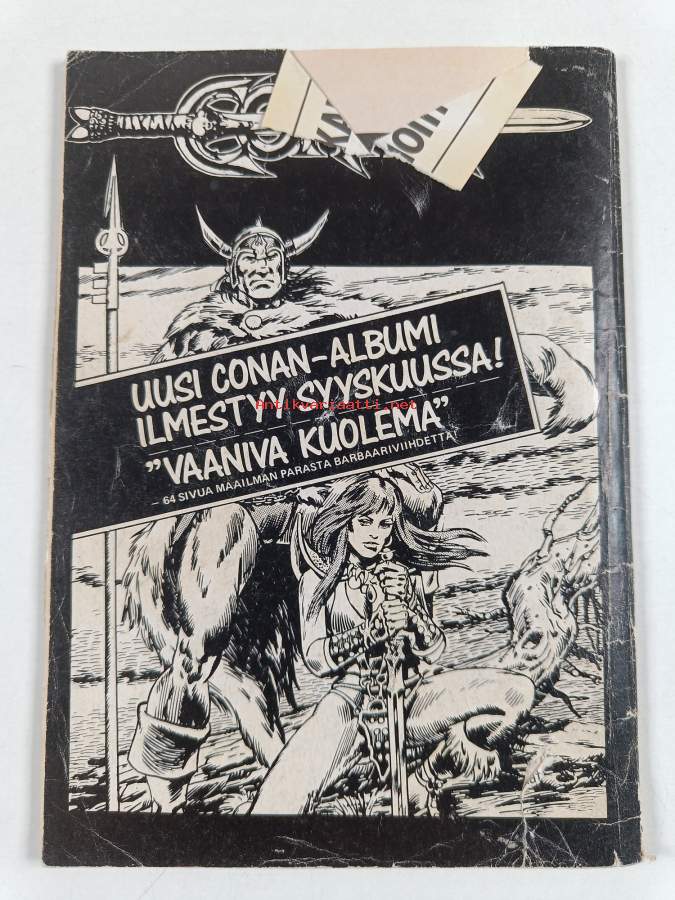 UUSI CONAN-ALBUMI
ILMESTYY SYYSKUUSSA!
Antikvariaatti.net
"VAANIVA KUOLEMA"
– 64 SIVUA MAAILMAN PARASTA BARBAARIVIIHDETTÄ